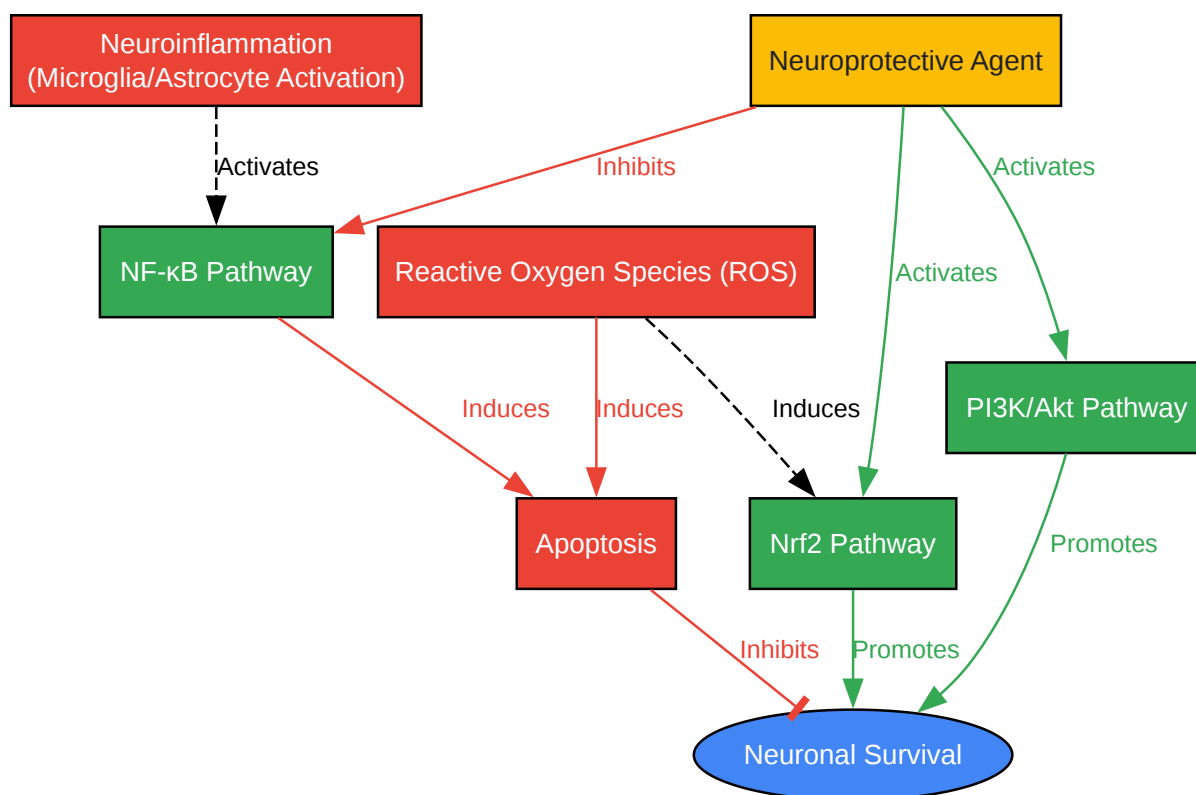 Neuroinflammation
(Microglia/Astrocyte Activation)
Neuroprotective Agent
Activates
Inhibits
Activates
NF-κB Pathway
Reactive Oxygen Species (ROS)
Activates
PI3K/Akt Pathway
Induces
Induces
Induces
Apoptosis
Nrf2 Pathway
Promotes
Inhibits
Promotes
Neuronal Survival